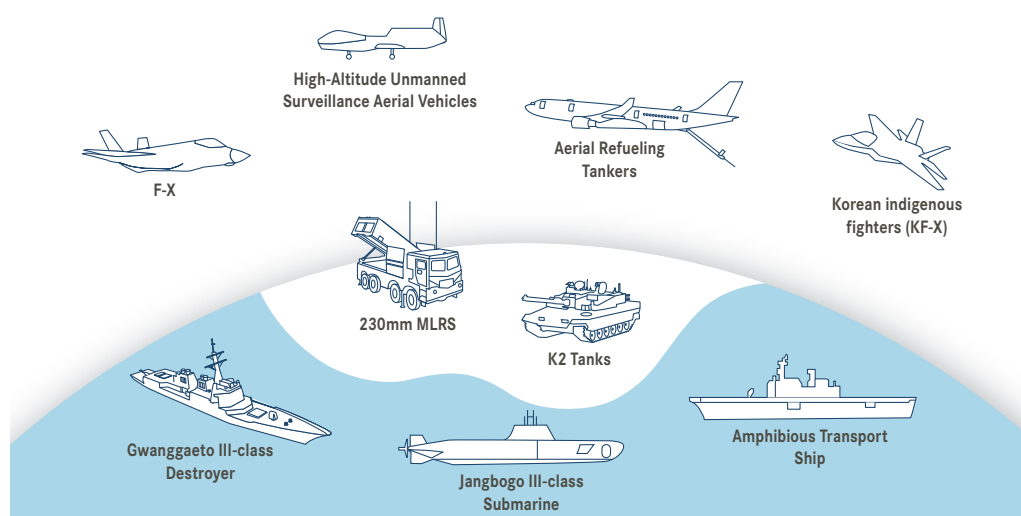 High-Altitude Unmanned
Surveillance Aerial Vehicles
Aerial Refueling
Tankers
F-X
Korean indigenous
fighters (KF-X)
230mm MLRS
K2 Tanks
Gwanggaeto III-class
Destroyer
Jangbogo III-class
Submarine
Amphibious Transport
Ship